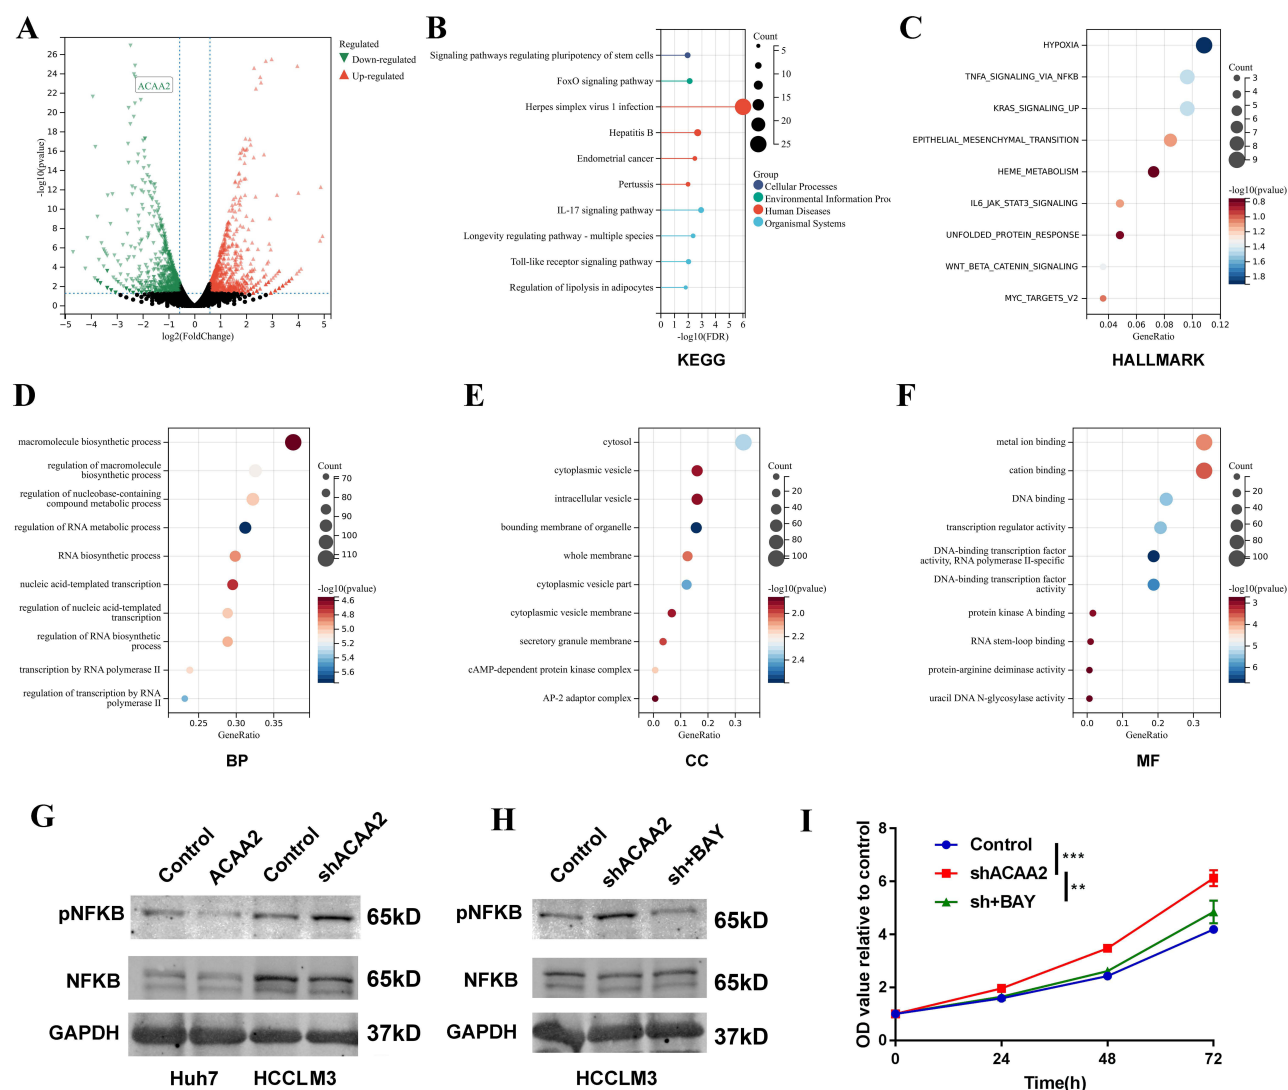 A
26
24
22
20
18
16
14
12
10
8
6
4
2
0
-log10(pvalue)
ACAA2
−5
−4
−3
−2
−1
0
1
2
3
4
5
log2(FoldChange)
Regulated
Down-regulated
Up-regulated
B
Signaling pathways regulating pluripotency of stem cells
FoxO signaling pathway
Herpes simplex virus 1 infection
Hepatitis B
Endometrial cancer
Pertussis
IL-17 signaling pathway
Longevity regulating pathway - multiple species
Toll-like receptor signaling pathway
Regulation of lipolysis in adipocytes
0 1 2 3 4 5 6
-log10(FDR)
KEGG
Count
5
10
15
20
25
Group
Cellular Processes
Environmental Information Proc
Human Diseases
Organismal Systems
C
HYPOXIA
TNFA_SIGNALING_VIA_NFKB
KRAS_SIGNALING_UP
EPITHELIAL_MESENCHYMAL_TRANSITION
HEME_METABOLISM
IL6_JAK_STAT3_SIGNALING
UNFOLDED_PROTEIN_RESPONSE
WNT_BETA_CATENIN_SIGNALING
MYC_TARGETS_V2
0.04 0.06 0.08 0.10 0.12
GeneRatio
HALLMARK
Count
3
4
5
6
7
8
9
-log10(pvalue)
0.8
1.0
1.2
1.4
1.6
1.8
D
macromolecule biosynthetic process
regulation of macromolecule
biosynthetic process
regulation of nucleobase-containing
compound metabolic process
regulation of RNA metabolic process
RNA biosynthetic process
nucleic acid-templated transcription
regulation of nucleic acid-templated
transcription
regulation of RNA biosynthetic
process
transcription by RNA polymerase II
regulation of transcription by RNA
polymerase II
0.25 0.30 0.35
GeneRatio
BP
Count
70
80
90
100
110
-log10(pvalue)
4.6
4.8
5.0
5.2
5.4
5.6
E
cytosol
cytoplasmic vesicle
intracellular vesicle
bounding membrane of organelle
whole membrane
cytoplasmic vesicle part
cytoplasmic vesicle membrane
secretory granule membrane
cAMP-dependent protein kinase complex
AP-2 adaptor complex
0.0 0.1 0.2 0.3
GeneRatio
CC
Count
20
40
60
80
100
-log10(pvalue)
2.0
2.2
2.4
F
metal ion binding
cation binding
DNA binding
transcription regulator activity
DNA-binding transcription factor
activity, RNA polymerase II-specific
DNA-binding transcription factor
activity
protein kinase A binding
RNA stem-loop binding
protein-arginine deiminase activity
uracil DNA N-glycosylase activity
0.0 0.1 0.2 0.3
GeneRatio
MF
Count
20
40
60
80
100
-log10(pvalue)
3
4
5
6
G
Control
ACAA2
Control
shACAA2
pNFKB
65kD
NFKB
65kD
GAPDH
37kD
Huh7
HCCLM3
H
Control
shACAA2
sh+BAY
pNFKB
65kD
NFKB
65kD
GAPDH
37kD
HCCLM3
I
OD value relative to control
8
6
4
2
0
Control
shACAA2
sh+BAY
***
**
0 24 48 72
Time(h)